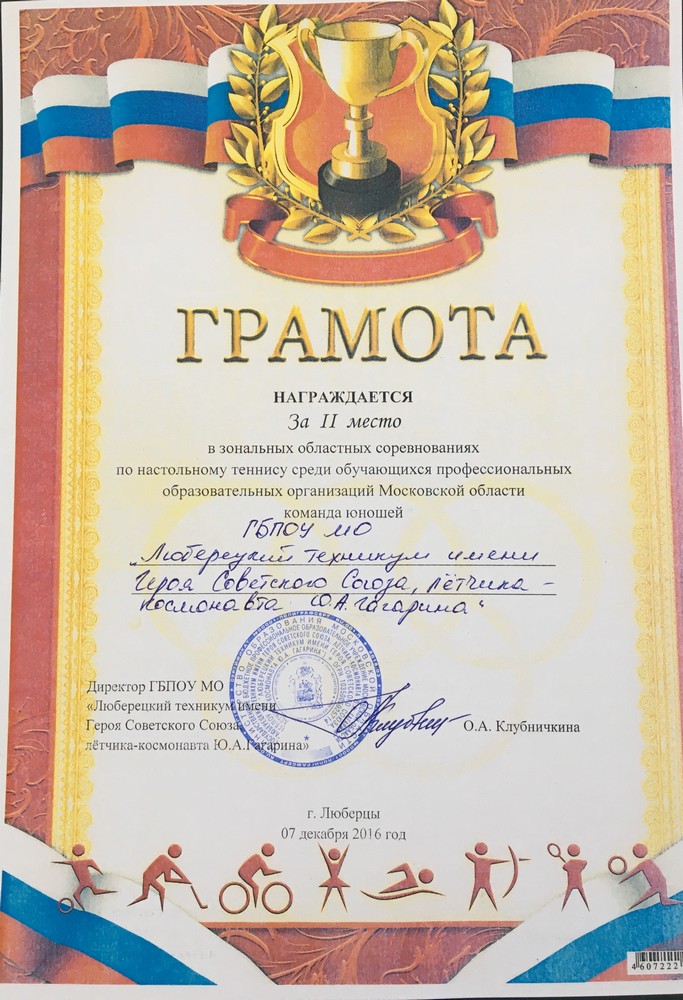 ГРАМОТА
НАГРАЖДАЕТСЯ
За II место
в зональных областных соревнованиях
по настольному теннису среди обучающихся профессиональных
образовательных организаций Московской области
команда юношей
ГБПОУ МО
„Люберецкий техникум имени
Героя Советского Союза, лётчика-
космонавта Ю.А. Гагарина"
Директор ГБПОУ МО
«Люберецкий техникум имени
Героя Советского Союза
лётчика-космонавта Ю.А.Гагарина»
О.А. Клубничкина
г. Люберцы
07 декабря 2016 год
4 607222